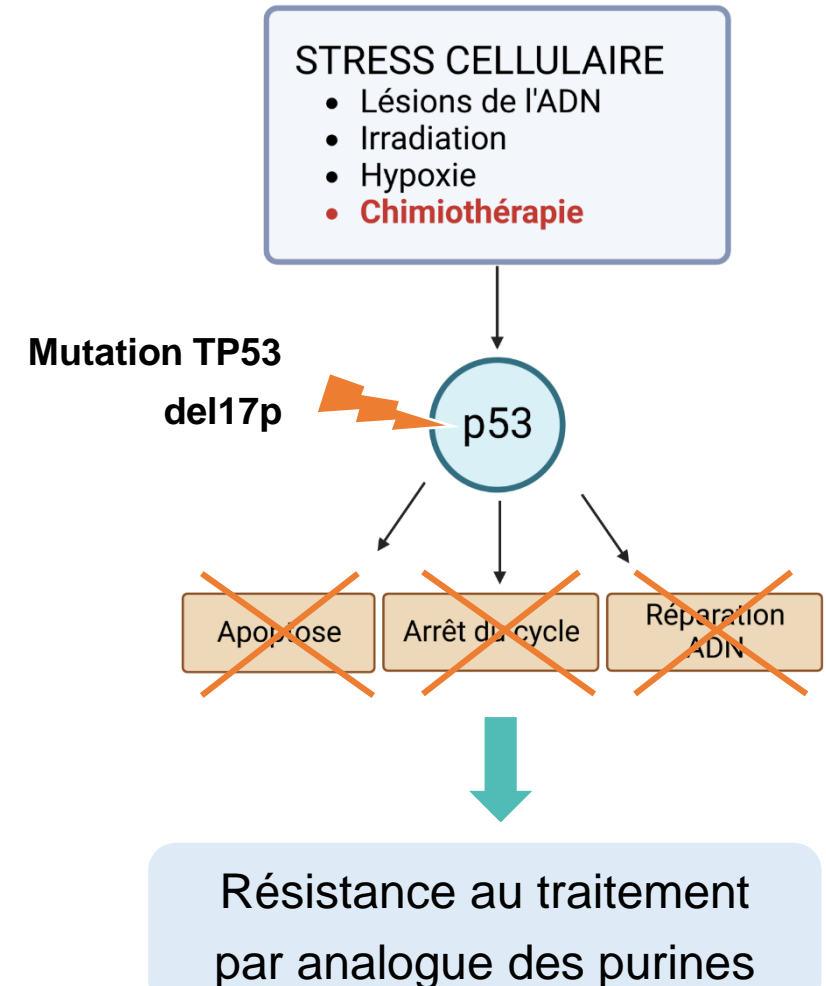 STRESS CELLULAIRE
• Lésions de l'ADN
• Irradiation
• Hypoxie
• Chimiothérapie
Mutation TP53
del17p
p53
Apoptose
Arrêt du cycle
Réparation
ADN
Résistance au traitement
par analogue des purines